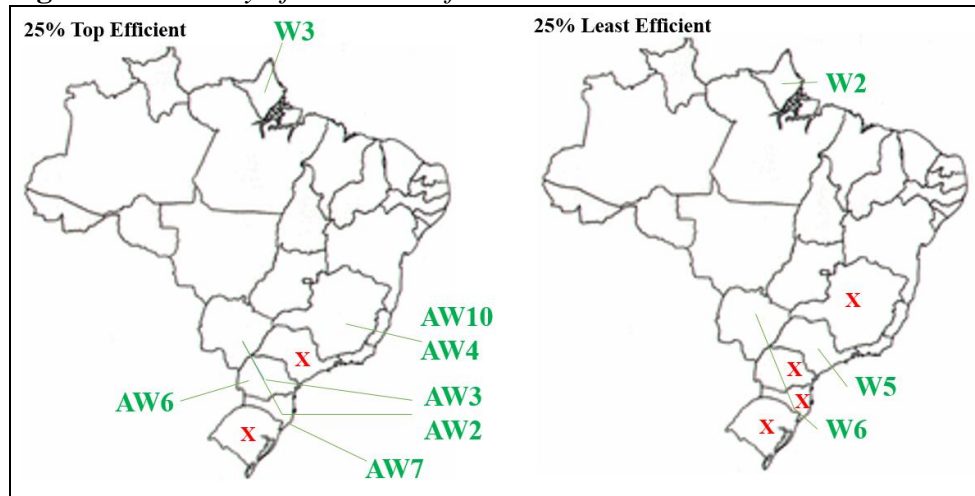 25% Top Efficient
W3
AW10
AW4
X
AW6
AW3
AW2
X
AW7
25% Least Efficient
W2
X
X
W5
X
X
W6